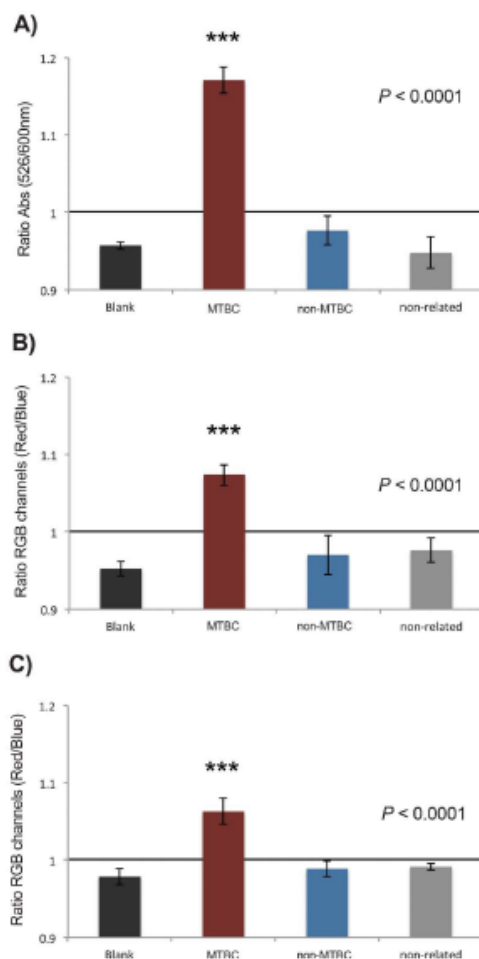 A)
***
1.2
P < 0.0001
1.1
Ratio Abs (526/600nm)
1
0.9
Blank MTBC non-MTBC non-related
B)
1.2
***
1.1
P < 0.0001
Ratio RGB channels (Red/Blue)
1
0.9
Blank MTBC non-MTBC non-related
C)
1.2
***
1.1
P < 0.0001
Ratio RGB channels (Red/Blue)
1
0.9
Blank MTBC non-MTBC non-related